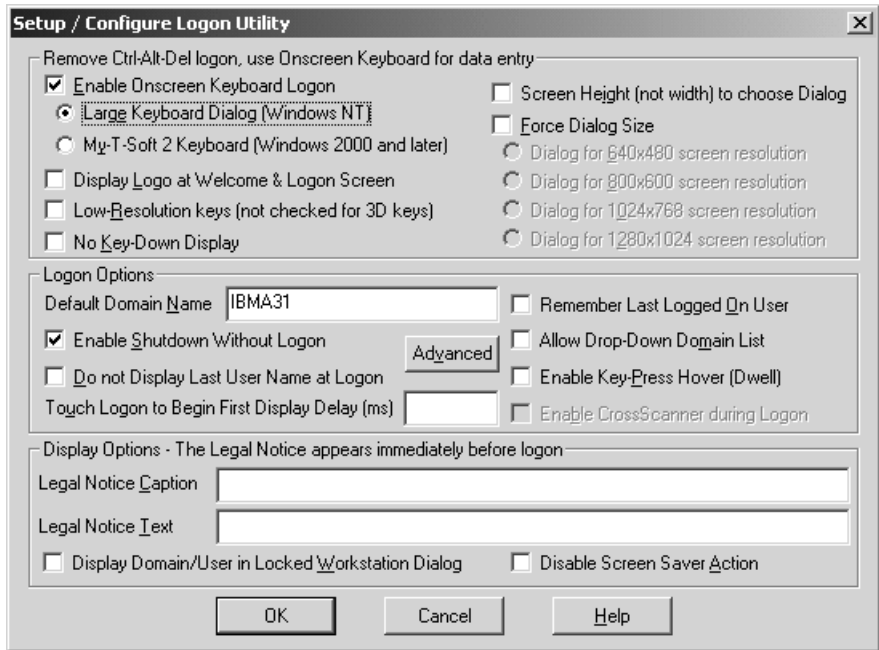 Setup / Configure Logon Utility
Remove Ctrl-Alt-Del logon, use Onscreen Keyboard for data entry
Enable Onscreen Keyboard Logon
Large Keyboard Dialog (Windows NT)
My-T-Soft 2 Keyboard (Windows 2000 and later)
Display Logo at Welcome & Logon Screen
Low-Resolution keys (not checked for 3D keys)
No Key-Down Display
Screen Height (not width) to choose Dialog
Force Dialog Size
Dialog for 640x480 screen resolution
Dialog for 800x600 screen resolution
Dialog for 1024x768 screen resolution
Dialog for 1280x1024 screen resolution
Logon Options
Default Domain Name IBMA31
Enable Shutdown Without Logon
Do not Display Last User Name at Logon
Touch Logon to Begin First Display Delay (ms)
Advanced
Remember Last Logged On User
Allow Drop-Down Domain List
Enable Key-Press Hover (Dwell)
Enable CrossScanner during Logon
Display Options - The Legal Notice appears immediately before logon
Legal Notice Caption
Legal Notice Text
Display Domain/User in Locked Workstation Dialog
Disable Screen Saver Action
OK Cancel Help